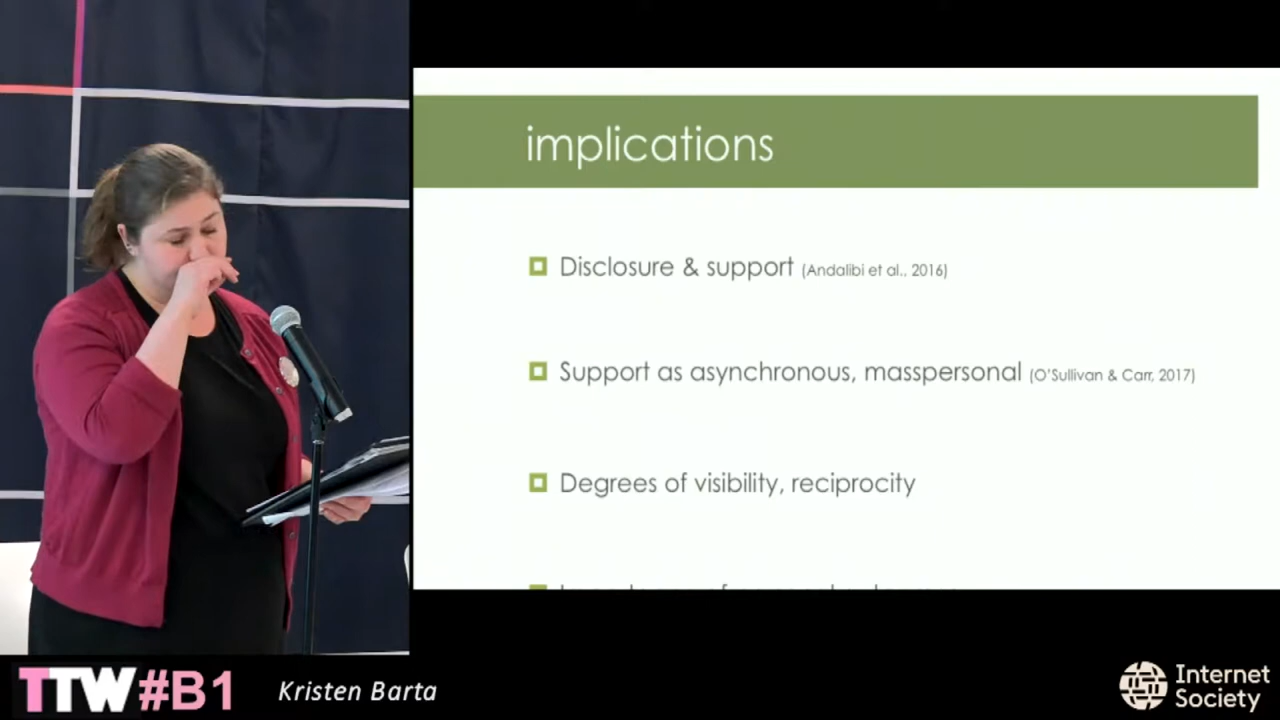 implications
Disclosure & support (Andalibi et al., 2016)
Support as asynchronous, masspersonal (O'Sullivan & Carr, 2017)
Degrees of visibility, reciprocity
TTW#B1
Kristen Barta
Internet
Society